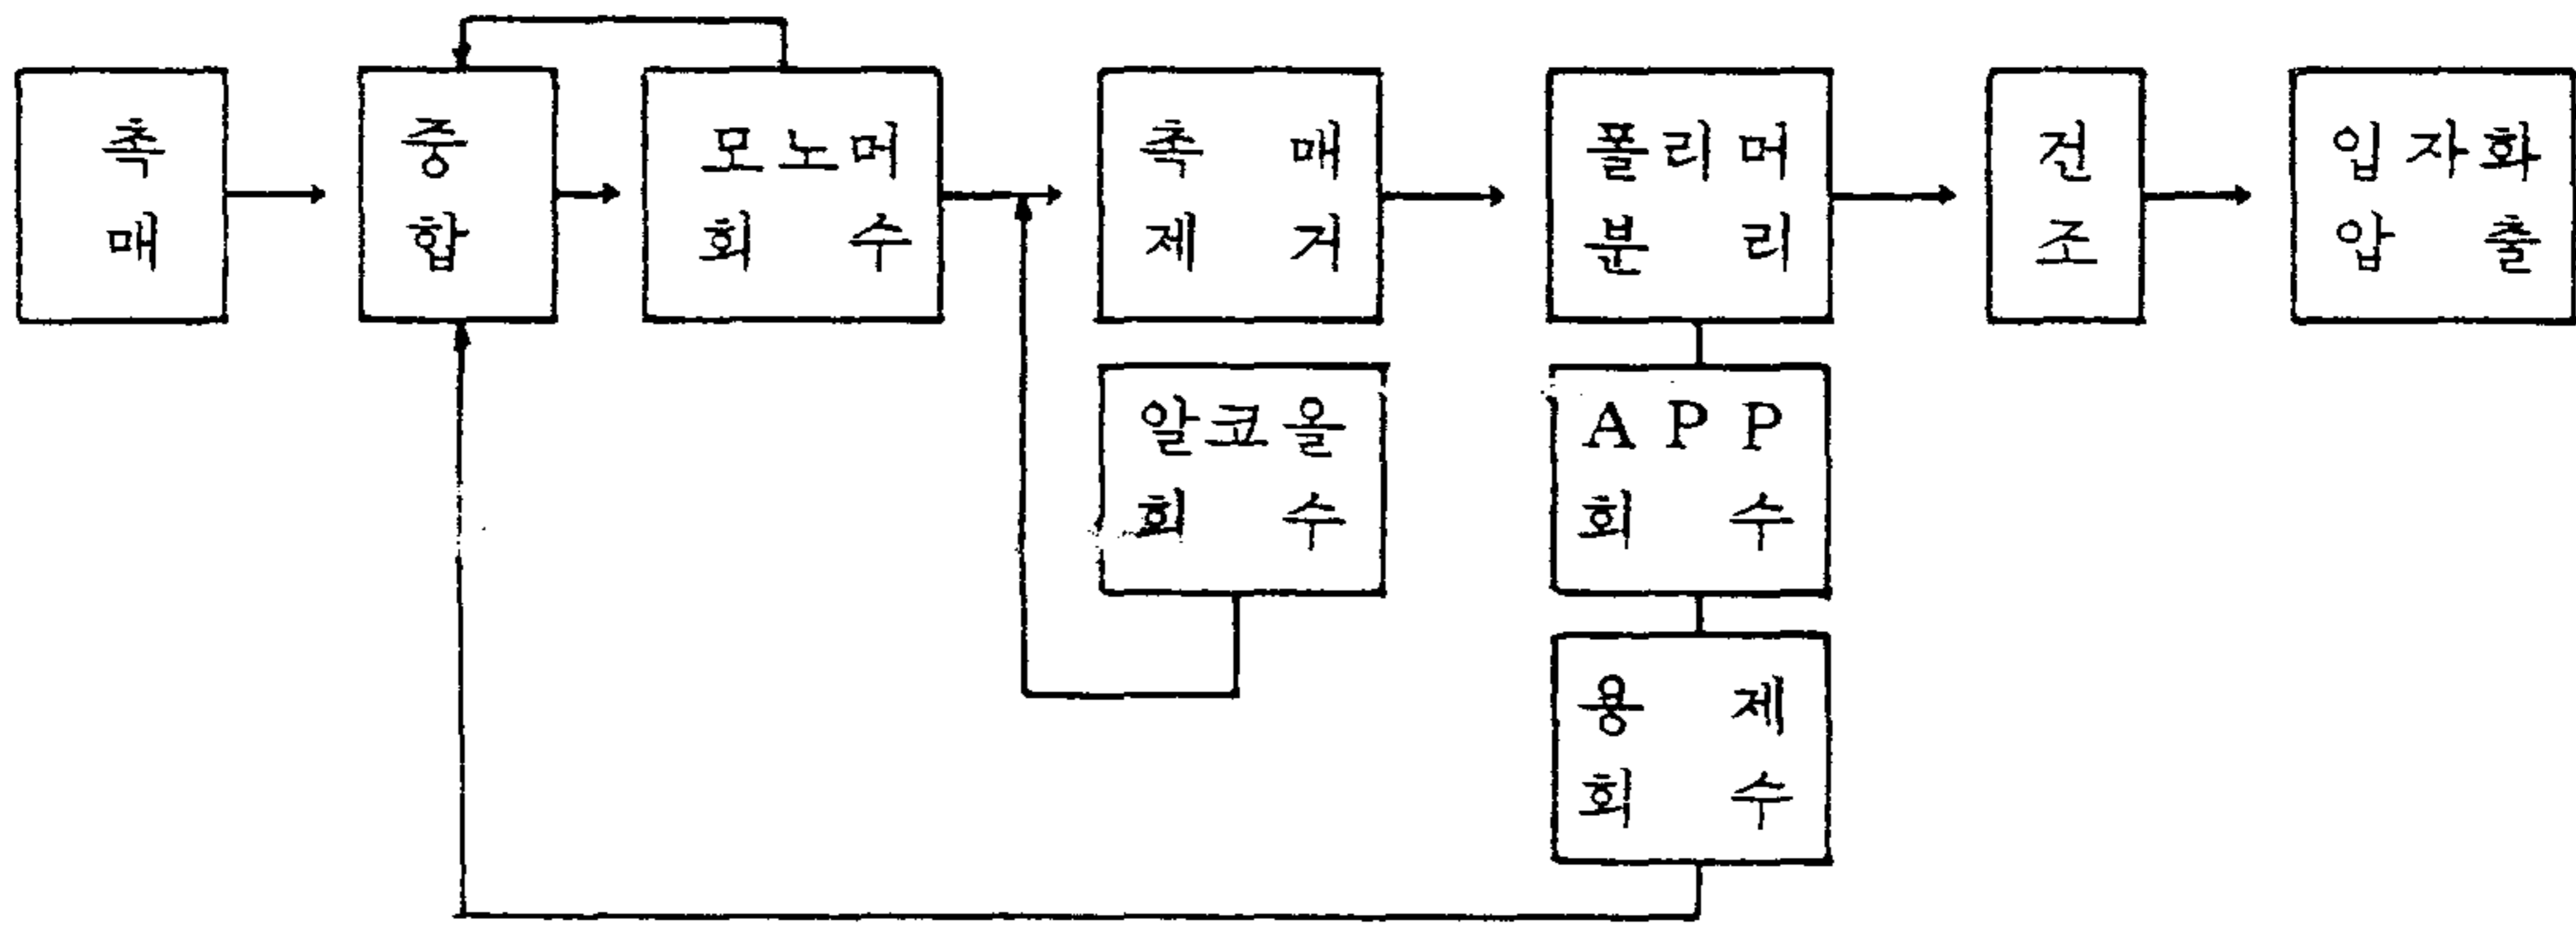 촉
매
중
합
모노머
회 수
촉 매
제 거
폴리머
분 리
건
조
입자화
압 출
알코올
회 수
A P P
회 수
용 제
회 수